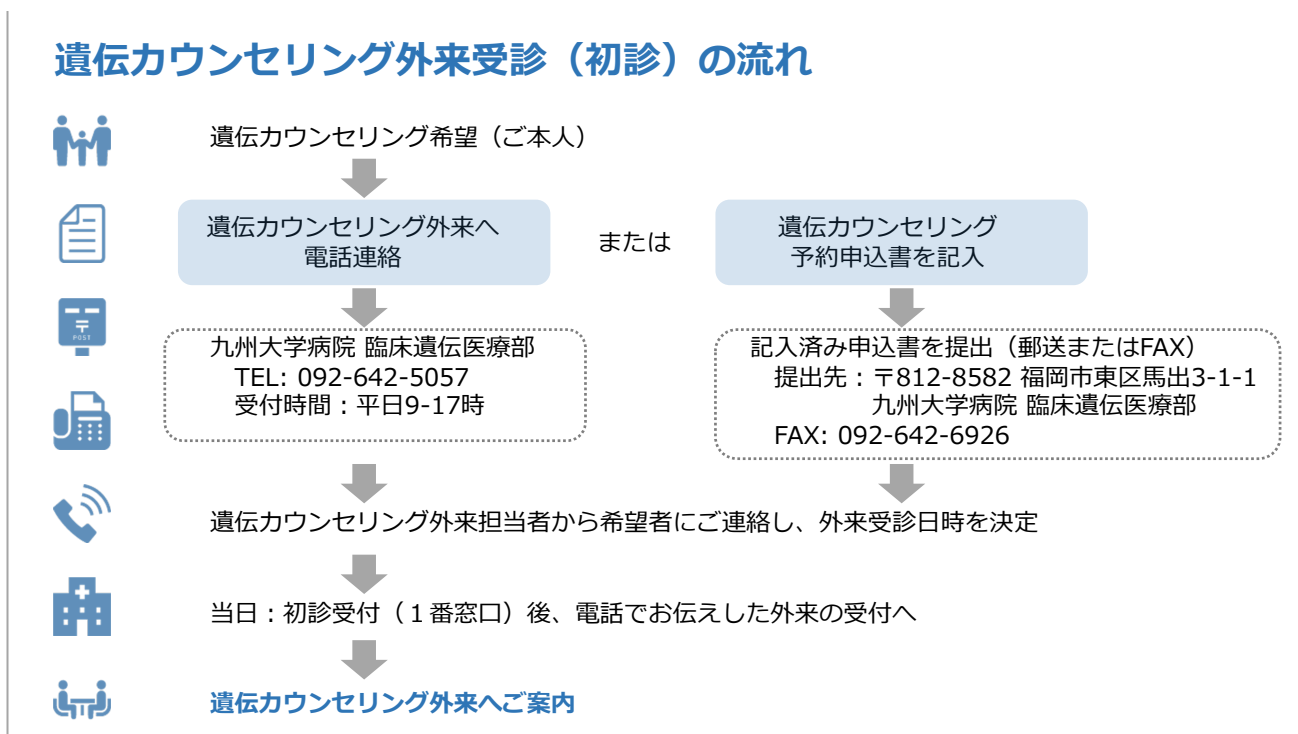 遺伝カウンセリング外来受診（初診）の流れ
遺伝カウンセリング希望（ご本人）
遺伝カウンセリング外来へ
電話連絡
または
遺伝カウンセリング
予約申込書を記入
九州大学病院 臨床遺伝医療部
TEL: 092-642-5057
受付時間：平日9-17時
記入済み申込書を提出（郵送またはFAX）
提出先：〒812-8582 福岡市東区馬出3-1-1
九州大学病院 臨床遺伝医療部
FAX: 092-642-6926
〒
POST
遺伝カウンセリング外来担当者から希望者にご連絡し、外来受診日時を決定
当日：初診受付（１番窓口）後、電話でお伝えした外来の受付へ
遺伝カウンセリング外来へご案内